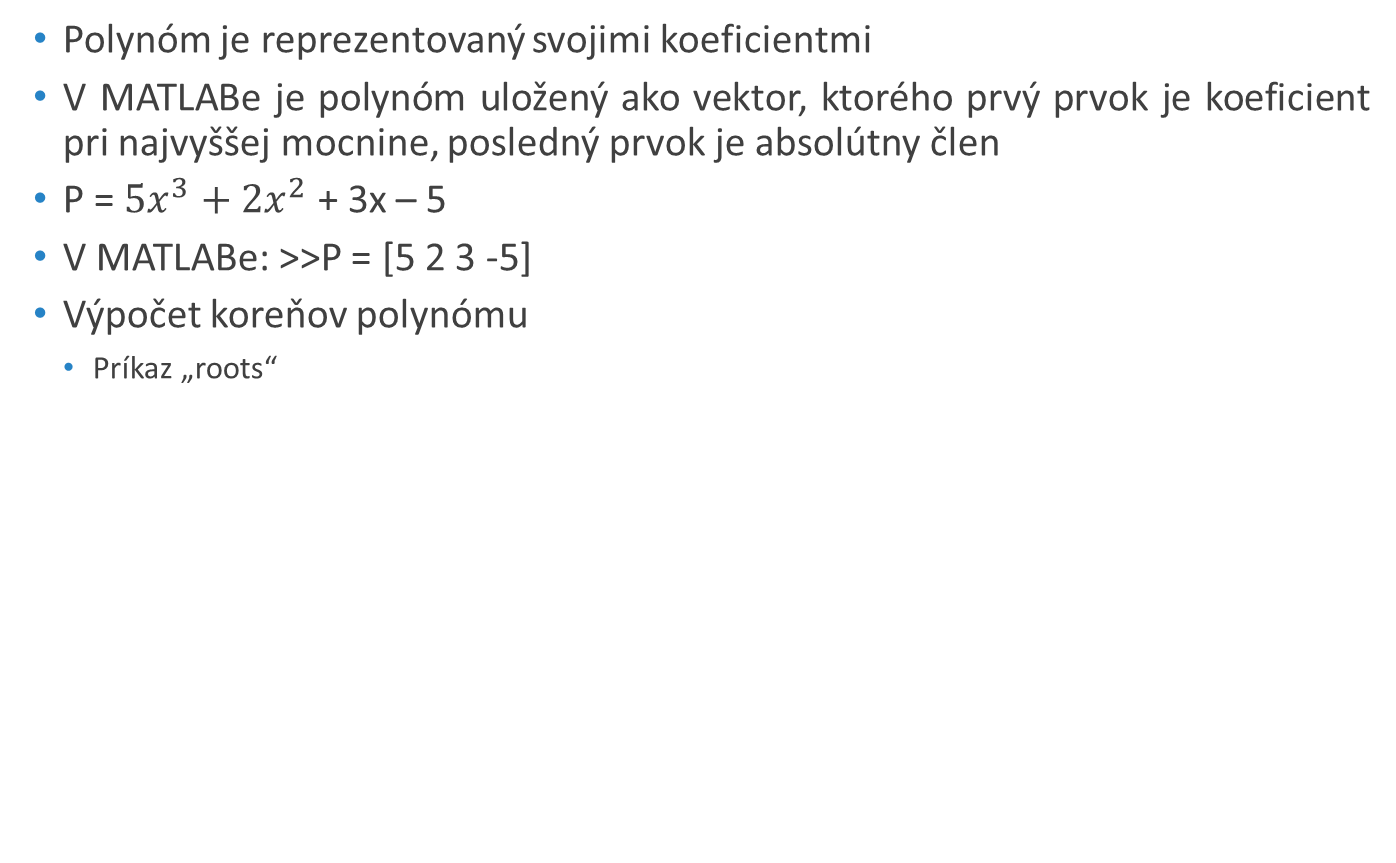 • Polynóm je reprezentovaný svojimi koeficientmi
• V MATLABe je polynóm uložený ako vektor, ktorého prvý prvok je koeficient
pri najvyššej mocnine, posledný prvok je absolútny člen
• P = 5x³ + 2x² + 3x – 5
• V MATLABe: >>P = [5 2 3 -5]
• Výpočet koreňov polynómu
• Príkaz „roots“